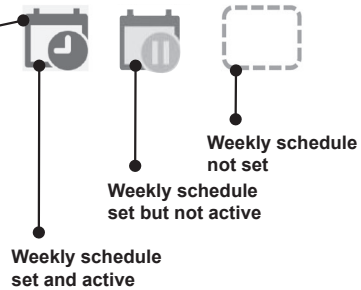 Weekly schedule
not set
Weekly schedule
set but not active
Weekly schedule
set and active